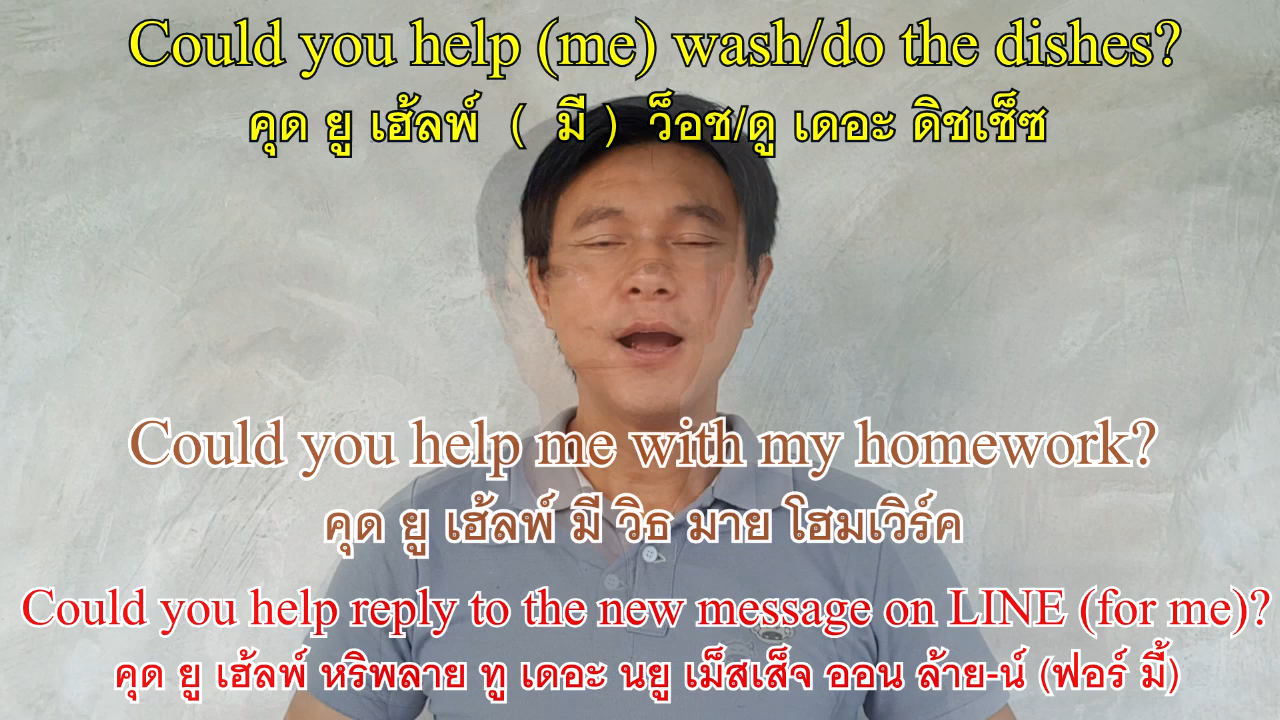 Could you help (me) wash/do the dishes?
คุด ยู เฮ้ลพ์ ( มี ) ว็อช/ดู เดอะ ดิชเช็ซ
Could you help me with my homework?
คุด ยู เฮ้ลพ์ มี วิธ มาย โฮมเวิร์ค
Could you help reply to the new message on LINE (for me)?
คุ่ด ยู เฮ้ลพ์ หริพลาย ทู เดอะ นยู เม็สเส็จ ออน ล้าย-น์ (ฟอร์ มี้)